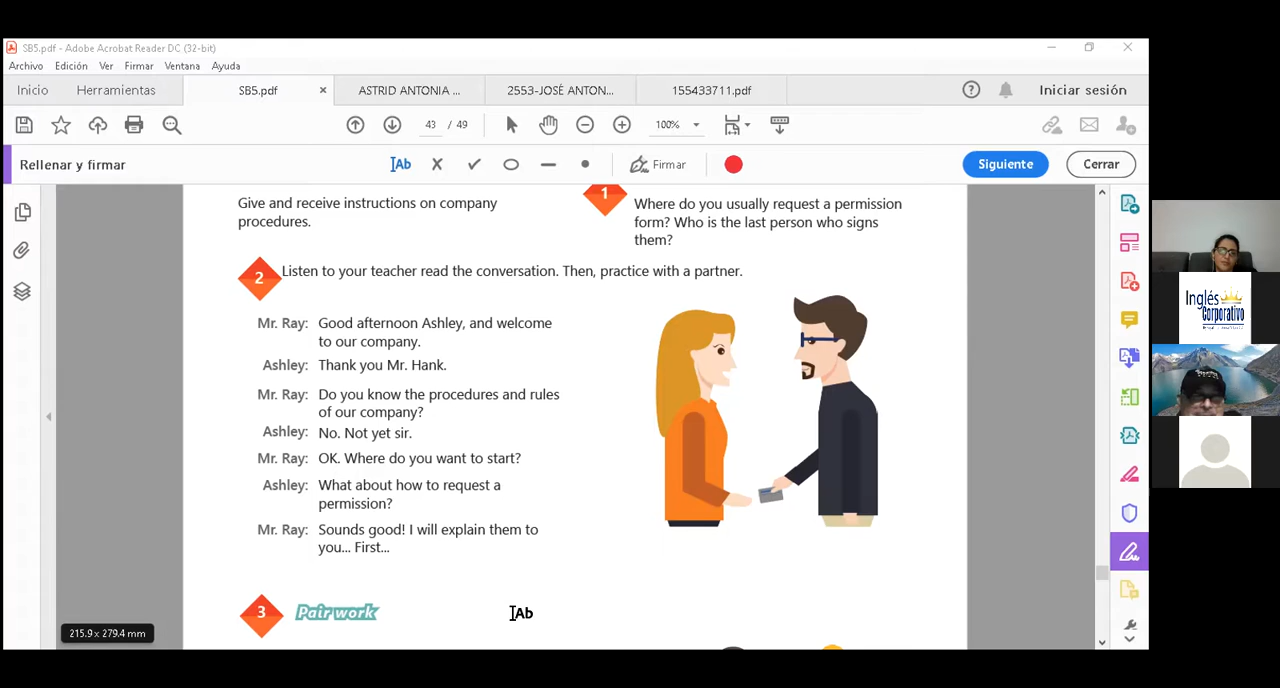 SB5.pdf - Adobe Acrobat Reader DC (32-bit)
Archivo Edición Ver Firmar Ventana Ayuda
Inicio Herramientas SB5.pdf × ASTRID ANTONIA ... 2553-JOSÉ ANTON... 155433711.pdf Iniciar sesión
43 / 49 100%
Rellenar y firmar Ab Firmar Siguiente Cerrar
Give and receive instructions on company
procedures.
1
Where do you usually request a permission
form? Who is the last person who signs
them?
2 Listen to your teacher read the conversation. Then, practice with a partner.
Mr. Ray: Good afternoon Ashley, and welcome
to our company.
Ashley: Thank you Mr. Hank.
Mr. Ray: Do you know the procedures and rules
of our company?
Ashley: No. Not yet sir.
Mr. Ray: OK. Where do you want to start?
Ashley: What about how to request a
permission?
Mr. Ray: Sounds good! I will explain them to
you... First...
3 Pair work
Ab
215.9 x 279.4 mm
Inglés
Corporativo